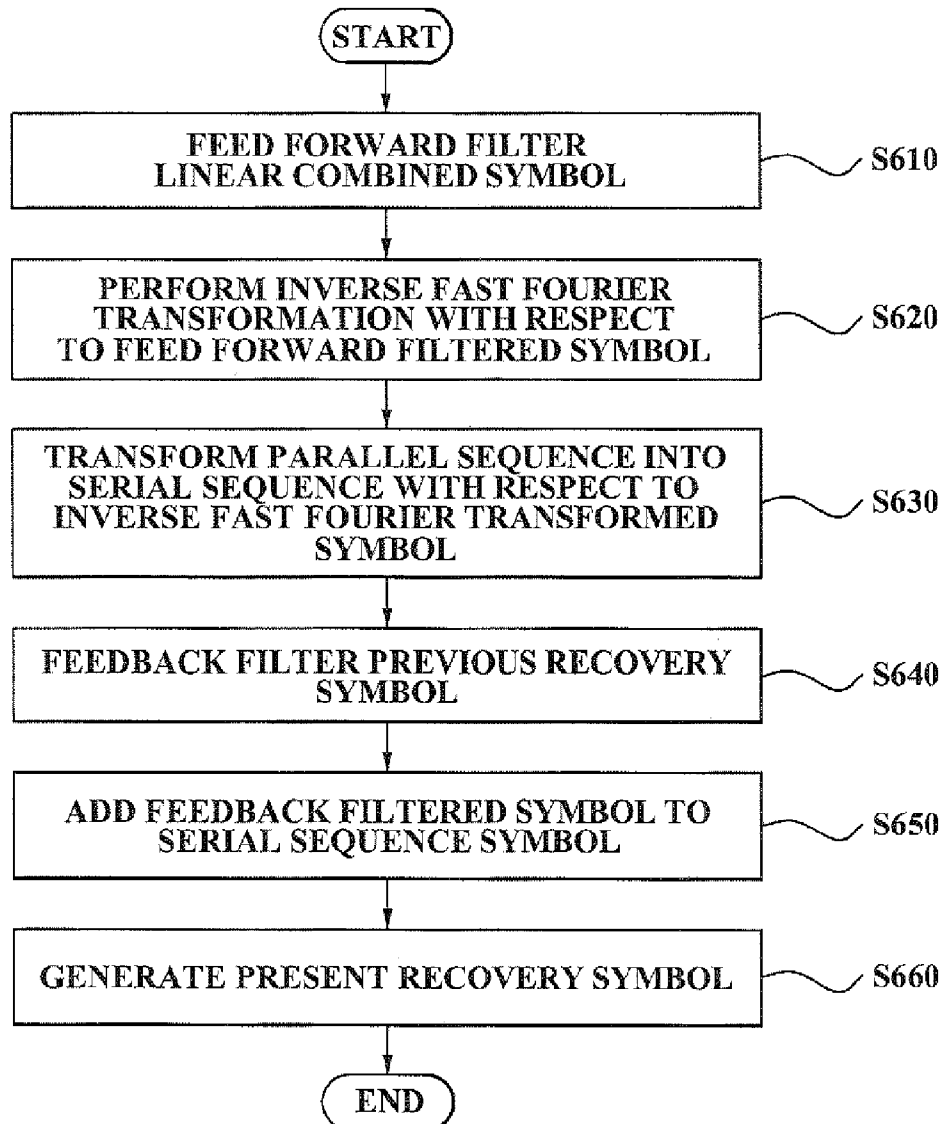 START
FEED FORWARD FILTER
LINEAR COMBINED SYMBOL
S610
PERFORM INVERSE FAST FOURIER
TRANSFORMATION WITH RESPECT
TO FEED FORWARD FILTERED SYMBOL
S620
TRANSFORM PARALLEL SEQUENCE INTO
SERIAL SEQUENCE WITH RESPECT TO
INVERSE FAST FOURIER TRANSFORMED
SYMBOL
S630
FEEDBACK FILTER PREVIOUS RECOVERY
SYMBOL
S640
ADD FEEDBACK FILTERED SYMBOL TO
SERIAL SEQUENCE SYMBOL
S650
GENERATE PRESENT RECOVERY SYMBOL
S660
END